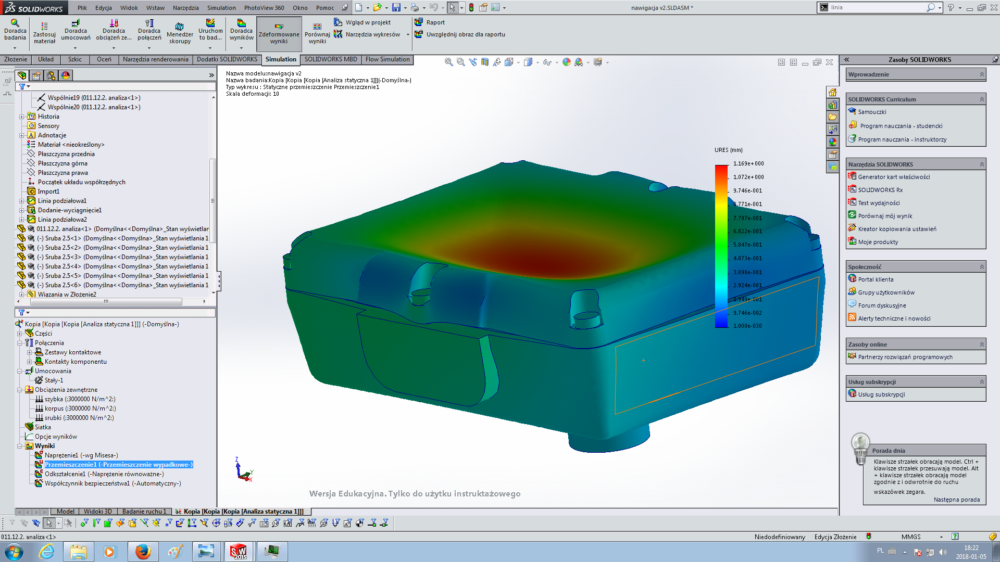 SOLIDWORKS
Plik
Edycja
Widok
Wstaw
Narzędzia
Simulation
PhotoView 360
Okno
Pomoc
nawigacja v2.SLDASM *
linia
Doradca badania
Zastosuj materiał
Doradca umocowań
Doradca obciążeń ze...
Doradca połączeń
Menedżer skorupy
Uruchom to bad...
Doradca wyników
Zdeformowane wyniki
Porównaj wyniki
Wgląd w projekt
Narzędzia wykresów
Raport
Uwzględnij obraz dla raportu
Złożenie
Układ
Szkic
Oceń
Narzędzia renderowania
Dodatki SOLIDWORKS
Simulation
SOLIDWORKS MBD
Flow Simulation
Wspólnie19 (011.12.2. analiza<1>)
Wspólnie20 (011.12.2. analiza<1>)
Historia
Sensory
Adnotacje
Materiał <nieokreślony>
Płaszczyzna przednia
Płaszczyzna górna
Płaszczyzna prawa
Początek układu współrzędnych
Import1
Linia podziałowa1
Dodanie-wyciągnięcie1
Linia podziałowa2
011.12.2. analiza<1> (Domyślna<<Domyślna>_Stan wyświetlan
(-) Sruba 2.5<1> (Domyślna<<Domyślna>_Stan wyświetlania 1
(-) Sruba 2.5<2> (Domyślna<<Domyślna>_Stan wyświetlania 1
(-) Sruba 2.5<3> (Domyślna<<Domyślna>_Stan wyświetlania 1
(-) Sruba 2.5<4> (Domyślna<<Domyślna>_Stan wyświetlania 1
(-) Sruba 2.5<5> (Domyślna<<Domyślna>_Stan wyświetlania 1
(-) Sruba 2.5<6> (Domyślna<<Domyślna>_Stan wyświetlania 1
Wiązania w Złożenie2
Kopia [Kopia [Kopia [Analiza statyczna 1]]] (-Domyślna-)
Części
Połączenia
Zestawy kontaktowe
Kontakty komponentu
Umocowania
Stały-1
Obciążenia zewnętrzne
szybka (:3000000 N/m^2:)
korpus (:3000000 N/m^2:)
srubki (:3000000 N/m^2:)
Siatka
Opcje wyników
Wyniki
Naprężenie1 (-wg Misesa-)
Przemieszczenie1 (-Przemieszczenie wypadkowe-)
Odkształcenie1 (-Naprężenie równoważne-)
Współczynnik bezpieczeństwa1 (-Automatyczny-)
Nazwa modelu:nawigacja v2
Nazwa badania:Kopia [Kopia [Kopia [Analiza statyczna 1]]](-Domyślna-)
Typ wykresu : Statyczne przemieszczenie Przemieszczenie1
Skala deformacji: 10
URES (mm)
1.169e+000
1.072e+000
9.746e-001
8.771e-001
7.797e-001
6.822e-001
5.847e-001
4.873e-001
3.898e-001
2.924e-001
1.949e-001
9.746e-002
1.000e-030
Z
Y
X
Wersja Edukacyjna. Tylko do użytku instruktażowego
Zasoby SOLIDWORKS
Wprowadzenie
SOLIDWORKS Curriculum
Samouczki
Program nauczania - studencki
Program nauczania - instruktorzy
Narzędzia SOLIDWORKS
Generator kart właściwości
SOLIDWORKS Rx
Test wydajności
Porównaj mój wynik
Kreator kopiowania ustawień
Moje produkty
Społeczność
Portal klienta
Grupy użytkowników
Forum dyskusyjne
Alerty techniczne i nowości
Zasoby online
Partnerzy rozwiązań programowych
Usług subskrypcji
Usług subskrypcji
Porada dnia
Klawisze strzałek obracają model. Ctrl +
klawisze strzałek przesuwają model. Alt
+ klawisze strzałek obracają model
zgodnie z i odwrotnie do ruchu
wskazówek zegara.
Następna porada
Model
Widoki 3D
Badanie ruchu 1
Kopia [Kopia [Kopia [Analiza statyczna 1]]]
011.12.2. analiza<1>
Niedodefiniowany
Edycja Złożenie
MMGS
PL
18:22
2018-01-05